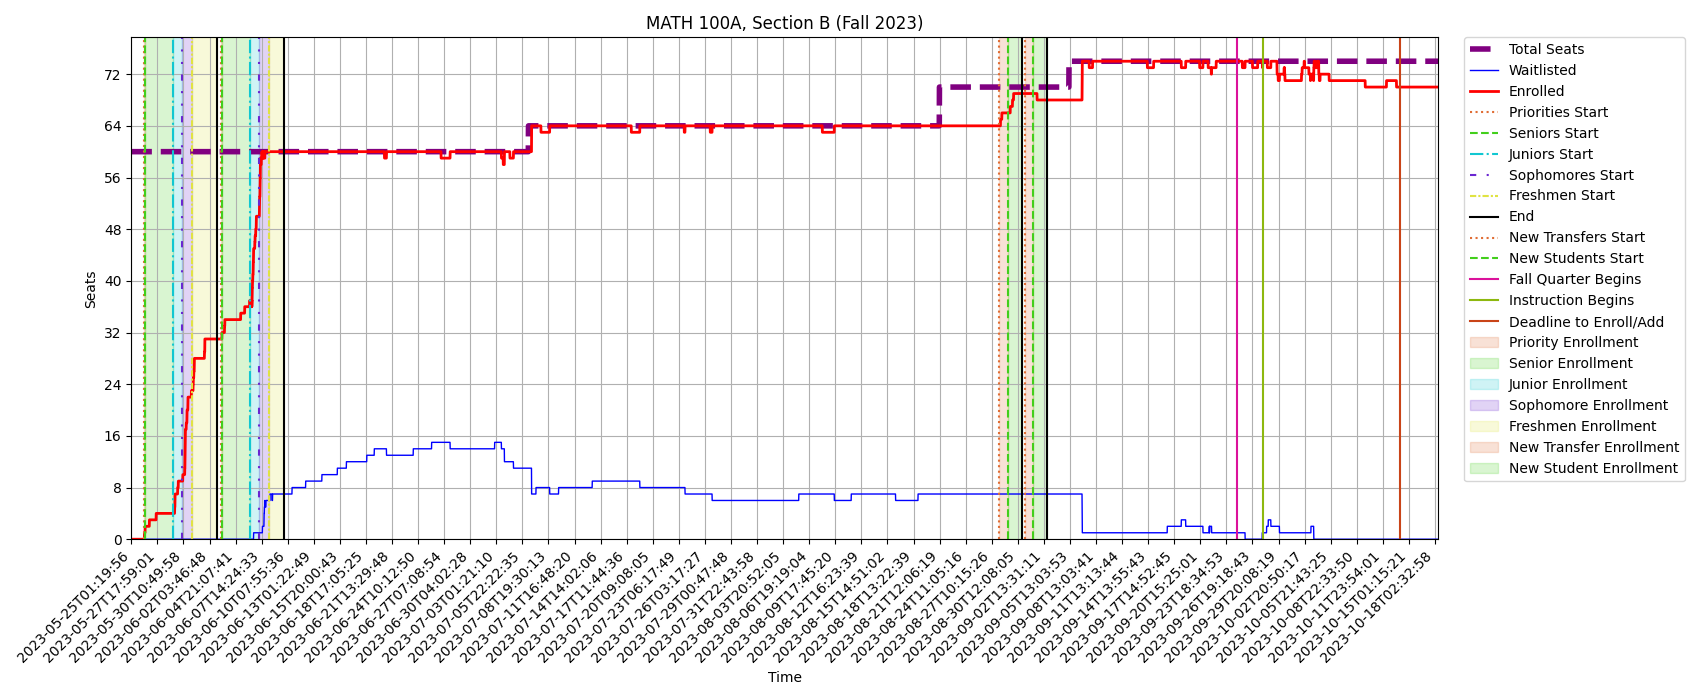 MATH 100A, Section B (Fall 2023)
Seats
72
64
56
48
40
32
24
16
8
0
2023-05-25T01:19:56
2023-05-27T17:59:01
2023-05-30T10:49:58
2023-06-02T03:46:48
2023-06-04T21:07:41
2023-06-07T14:24:33
2023-06-10T07:55:36
2023-06-13T01:22:49
2023-06-15T20:00:43
2023-06-18T17:05:25
2023-06-21T13:29:48
2023-06-24T10:12:50
2023-06-27T07:08:54
2023-06-30T04:02:28
2023-07-03T01:21:10
2023-07-05T22:22:35
2023-07-08T19:30:13
2023-07-11T16:48:20
2023-07-14T14:02:06
2023-07-17T11:44:36
2023-07-20T09:08:05
2023-07-23T06:17:49
2023-07-26T03:17:27
2023-07-29T00:47:48
2023-07-31T22:43:58
2023-08-03T20:52:05
2023-08-06T19:19:04
2023-08-09T17:45:20
2023-08-12T16:23:39
2023-08-15T14:51:02
2023-08-18T13:22:39
2023-08-21T12:06:19
2023-08-24T11:05:16
2023-08-27T10:15:26
2023-08-30T12:08:05
2023-09-02T13:31:11
2023-09-05T13:03:53
2023-09-08T13:03:41
2023-09-11T13:13:44
2023-09-14T13:55:43
2023-09-17T14:52:45
2023-09-20T15:25:01
2023-09-23T18:34:53
2023-09-26T19:18:43
2023-09-29T20:08:19
2023-10-02T20:50:17
2023-10-05T21:43:25
2023-10-08T22:33:50
2023-10-11T23:54:01
2023-10-15T01:15:21
2023-10-18T02:32:58
Time
Total Seats
Waitlisted
Enrolled
Priorities Start
Seniors Start
Juniors Start
Sophomores Start
Freshmen Start
End
New Transfers Start
New Students Start
Fall Quarter Begins
Instruction Begins
Deadline to Enroll/Add
Priority Enrollment
Senior Enrollment
Junior Enrollment
Sophomore Enrollment
Freshmen Enrollment
New Transfer Enrollment
New Student Enrollment